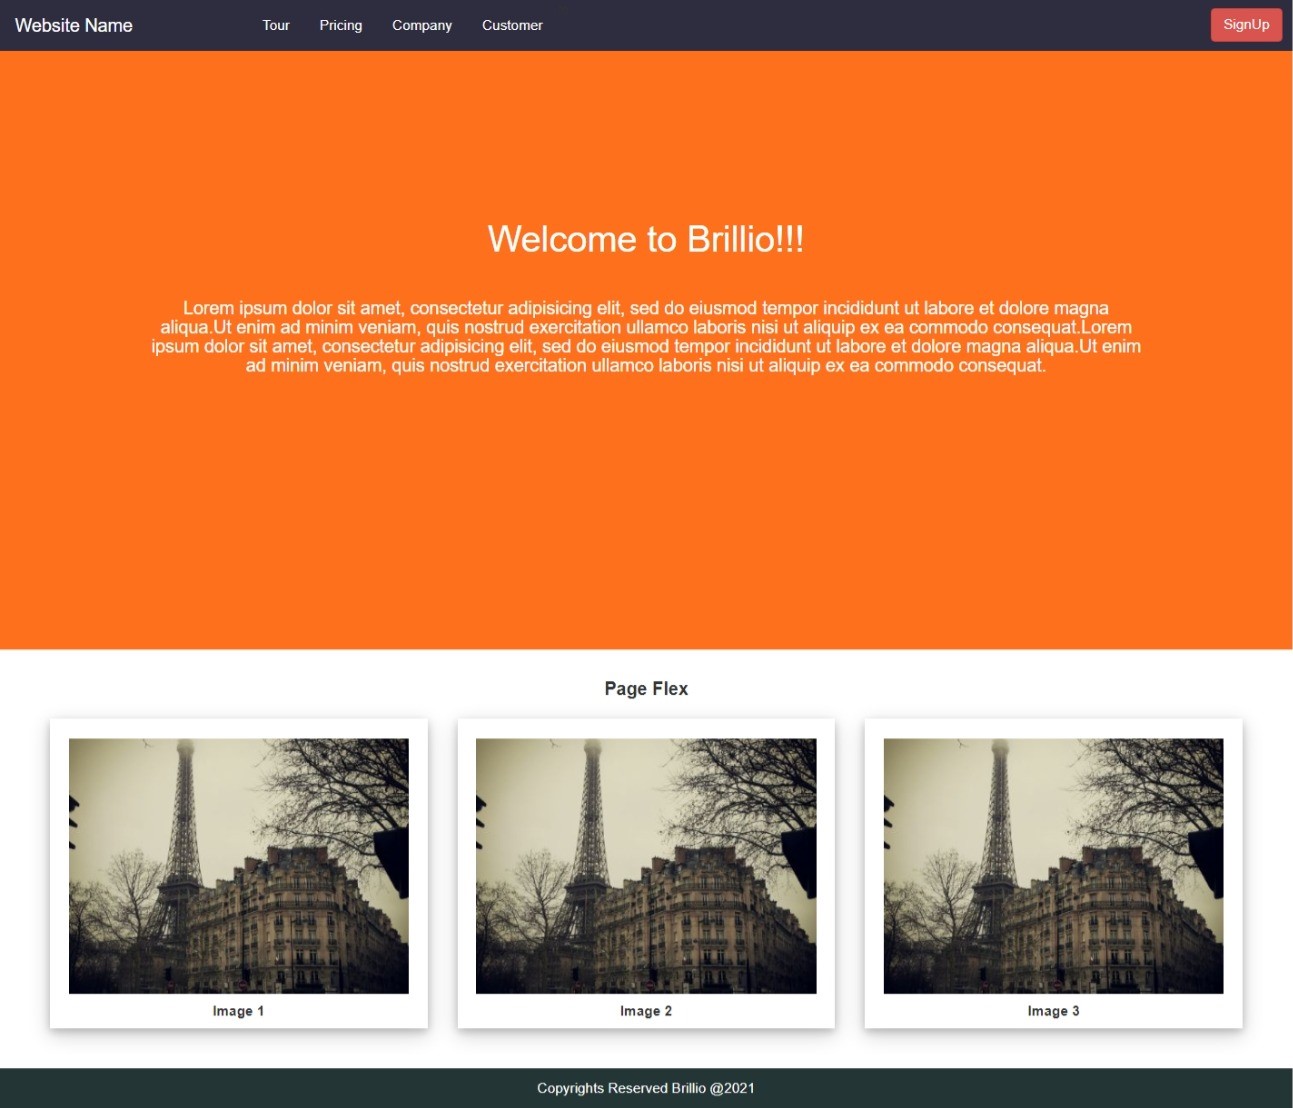 Website Name
Tour
Pricing
Company
Customer
SignUp
Welcome to Brillio!!!
Lorem ipsum dolor sit amet, consectetur adipisicing elit, sed do eiusmod tempor incididunt ut labore et dolore magna
aliqua.Ut enim ad minim veniam, quis nostrud exercitation ullamco laboris nisi ut aliquip ex ea commodo consequat.Lorem
ipsum dolor sit amet, consectetur adipisicing elit, sed do eiusmod tempor incididunt ut labore et dolore magna aliqua.Ut enim
ad minim veniam, quis nostrud exercitation ullamco laboris nisi ut aliquip ex ea commodo consequat.
Page Flex
Image 1
Image 2
Image 3
Copyrights Reserved Brillio @2021